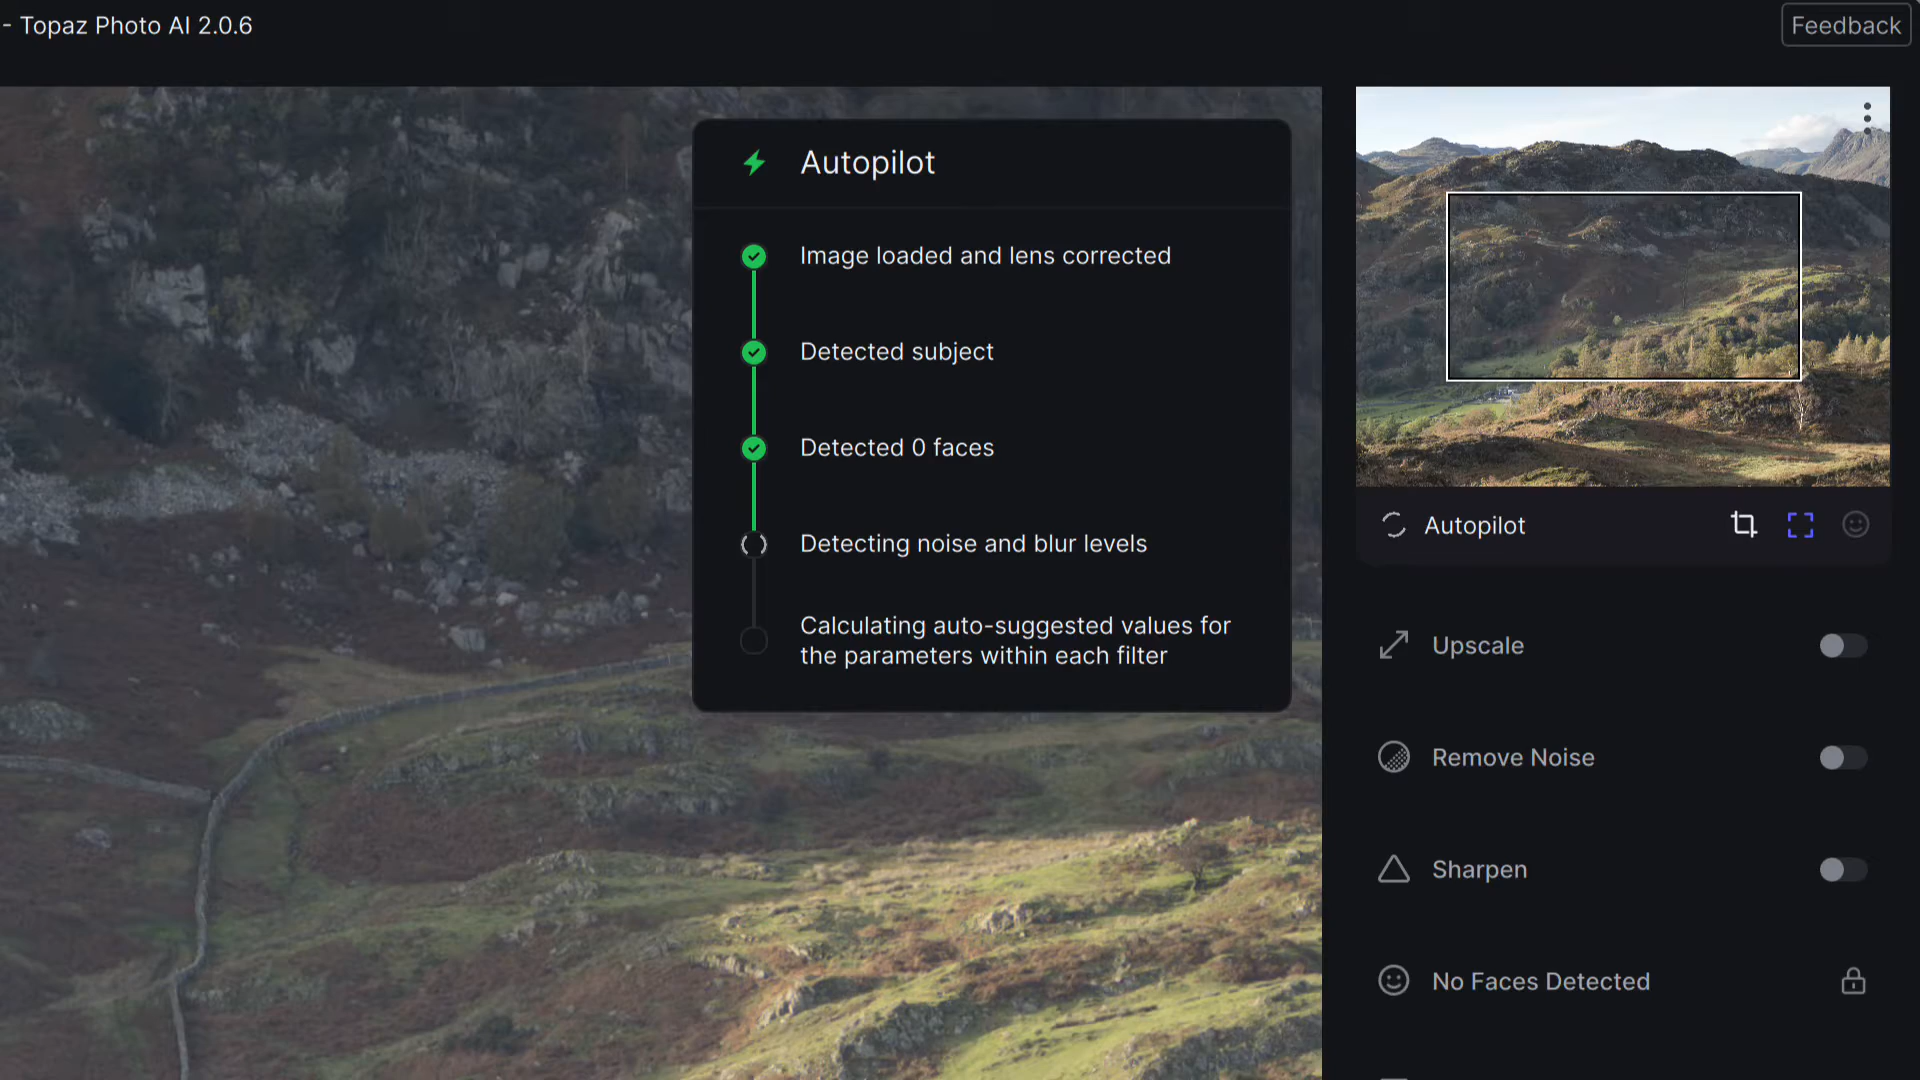 - Topaz Photo AI 2.0.6
Feedback
Autopilot
Image loaded and lens corrected
Detected subject
Detected 0 faces
Detecting noise and blur levels
Calculating auto-suggested values for
the parameters within each filter
Autopilot
Upscale
Remove Noise
Sharpen
No Faces Detected